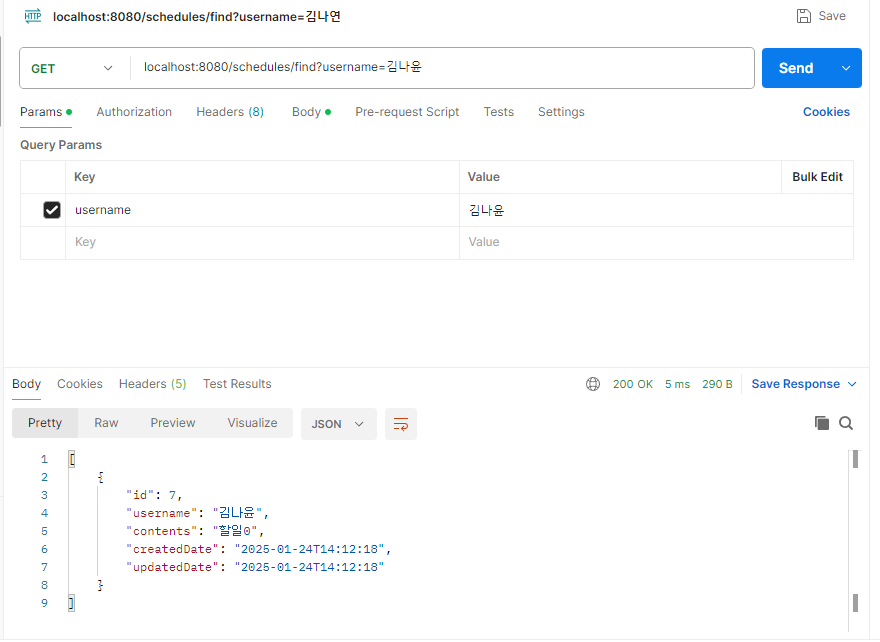 HTTP localhost:8080/schedules/find?username=김나연 Save
GET localhost:8080/schedules/find?username=김나윤 Send
Params Authorization Headers (8) Body Pre-request Script Tests Settings Cookies
Query Params
Key Value Bulk Edit
username 김나윤
Key Value
Body Cookies Headers (5) Test Results 200 OK 5 ms 290 B Save Response
Pretty Raw Preview Visualize JSON
1 [
2 {
3 "id": 7,
4 "username": "김나윤",
5 "contents": "할일0",
6 "createdDate": "2025-01-24T14:12:18",
7 "updatedDate": "2025-01-24T14:12:18"
8 }
9 ]